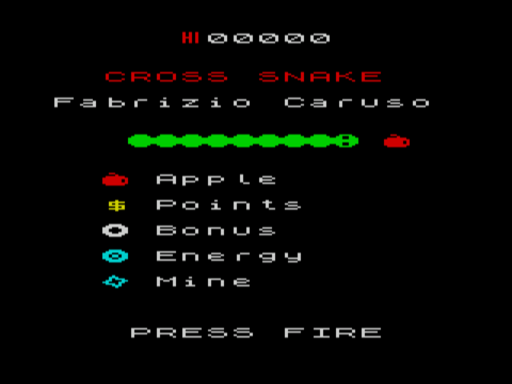 HI 00000
CROSS SNAKE
Fabrizio Caruso
Apple
$ Points
Bonus
Energy
Mine
PRESS FIRE